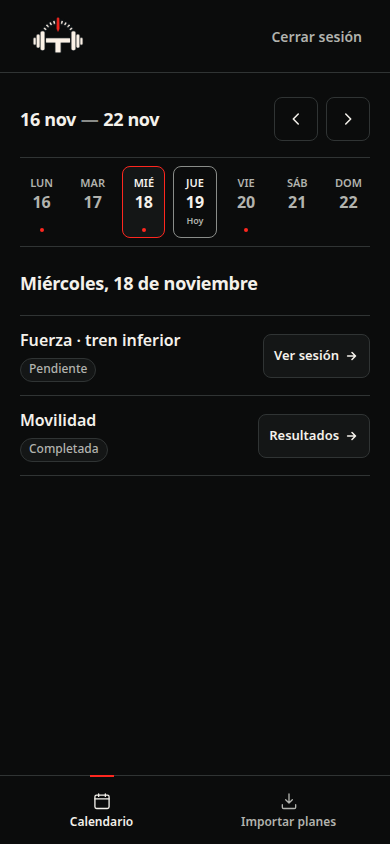 Cerrar sesión
16 nov — 22 nov
LUN MAR MIÉ JUE VIE SÁB DOM
16 17 18 19 20 21 22
Hoy
Miércoles, 18 de noviembre
Fuerza · tren inferior
Pendiente
Ver sesión →
Movilidad
Completada
Resultados →
Calendario
Importar planes